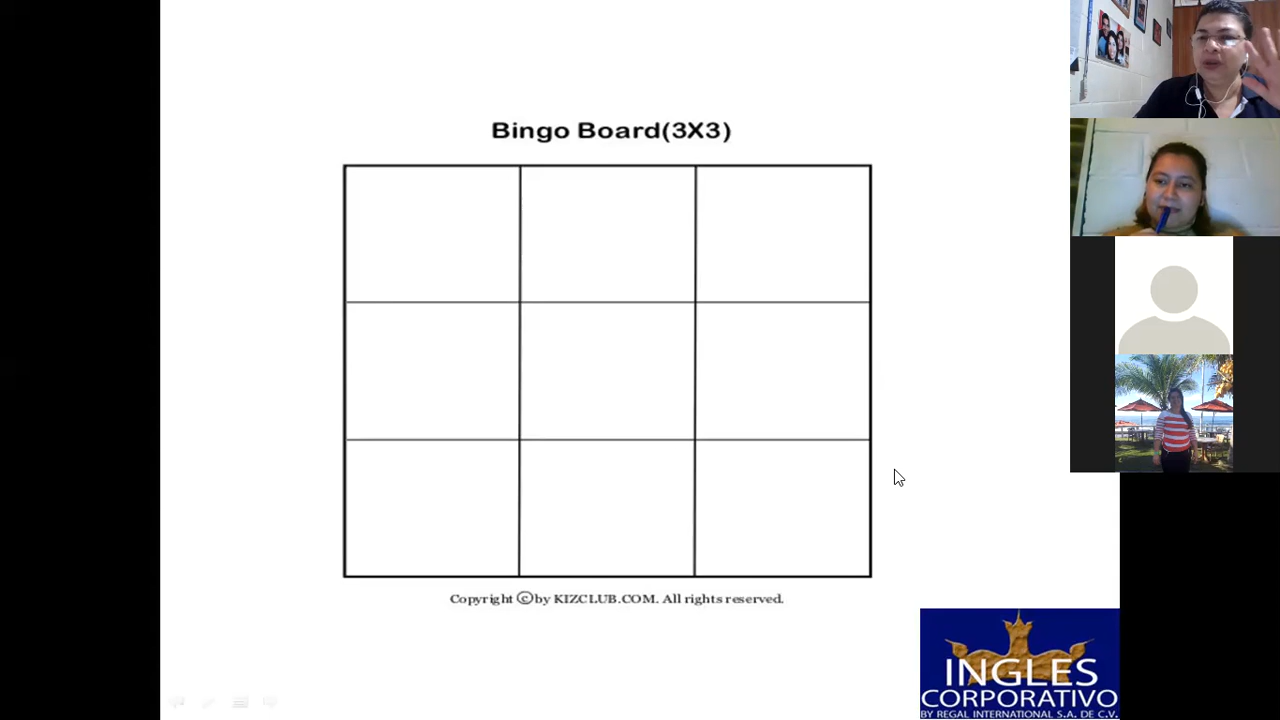 Bingo Board(3X3)
Copyright ©by KIZCLUB.COM. All rights reserved.
INGLES
CORPORATIVO
BY REGAL INTERNATIONAL S.A. DE C.V.